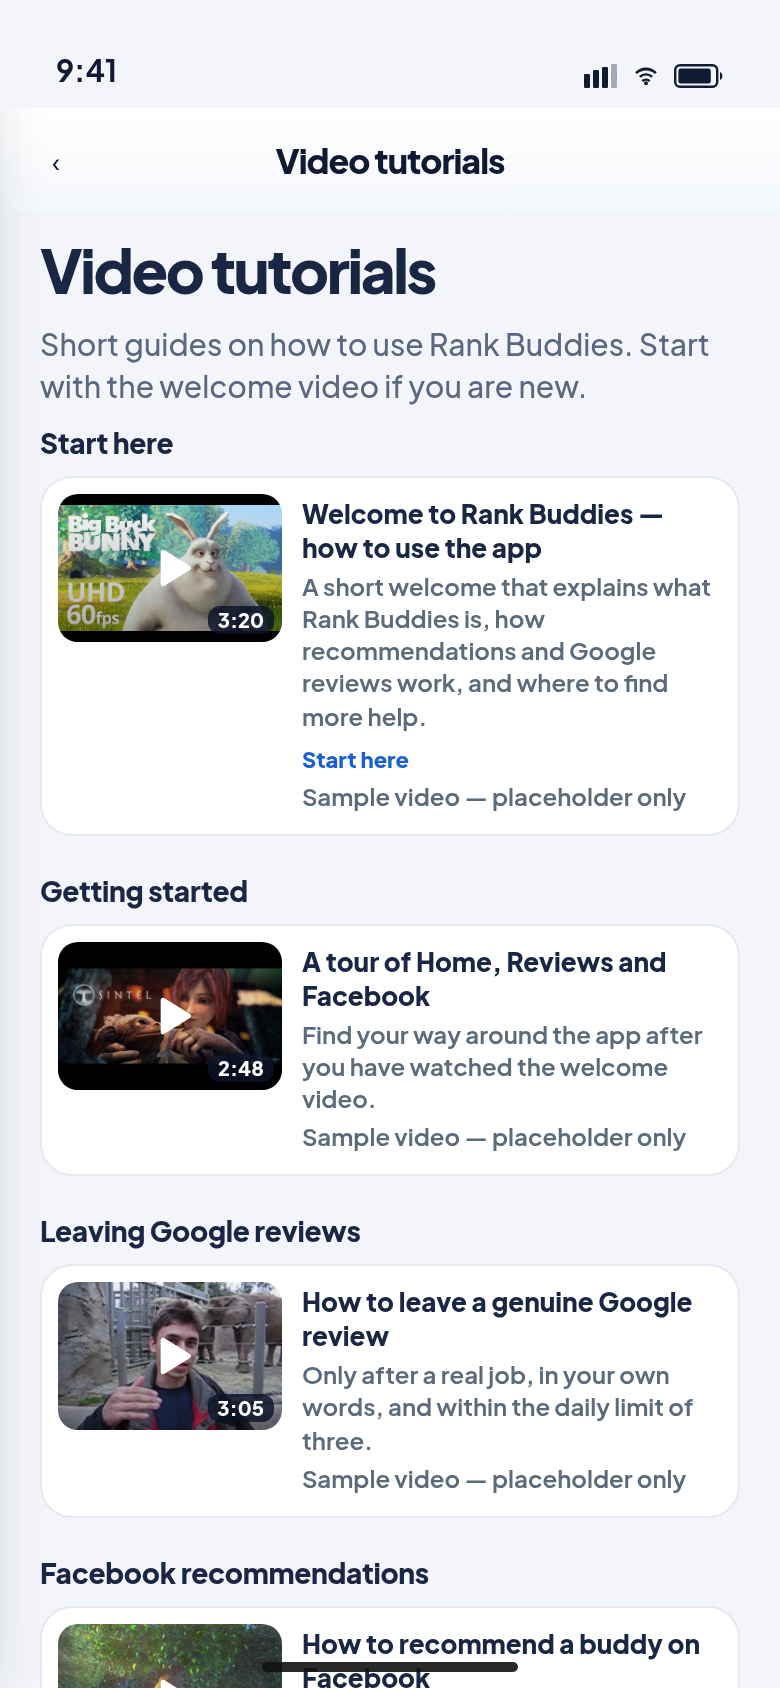 9:41
‹
Video tutorials
Video tutorials
Short guides on how to use Rank Buddies. Start
with the welcome video if you are new.
Start here
Big Buck
BUNNY
UHD
60fps
3:20
Welcome to Rank Buddies —
how to use the app
A short welcome that explains what
Rank Buddies is, how
recommendations and Google
reviews work, and where to find
more help.
Start here
Sample video — placeholder only
Getting started
SINTEL
2:48
A tour of Home, Reviews and
Facebook
Find your way around the app after
you have watched the welcome
video.
Sample video — placeholder only
Leaving Google reviews
3:05
How to leave a genuine Google
review
Only after a real job, in your own
words, and within the daily limit of
three.
Sample video — placeholder only
Facebook recommendations
How to recommend a buddy on
Facebook